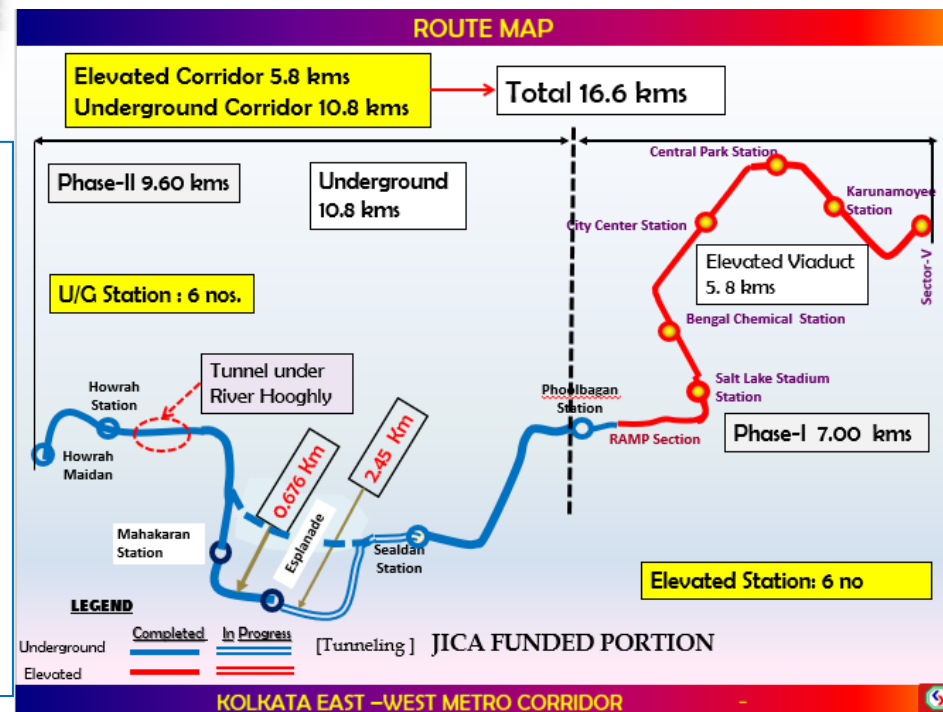 ROUTE MAP
Elevated Corridor 5.8 kms
Underground Corridor 10.8 kms
Total 16.6 kms
Phase-II 9.60 kms
Underground
10.8 kms
Central Park Station
Karunamoyee
Station
City Center Station
Elevated Viaduct
5. 8 kms
Sector-V
U/G Station : 6 nos.
Bengal Chemical Station
Tunnel under
River Hooghly
Howrah
Station
Salt Lake Stadium
Station
Phoolbagan
Station
RAMP Section
Phase-I 7.00 kms
Howrah
Maidan
0.676 Km
2.45 Km
Mahakaran
Station
Esplanade
Sealdah
Station
Elevated Station: 6 no
LEGEND
Completed In Progress
Underground
[Tunneling ] JICA FUNDED PORTION
Elevated
KOLKATA EAST –WEST METRO CORRIDOR -